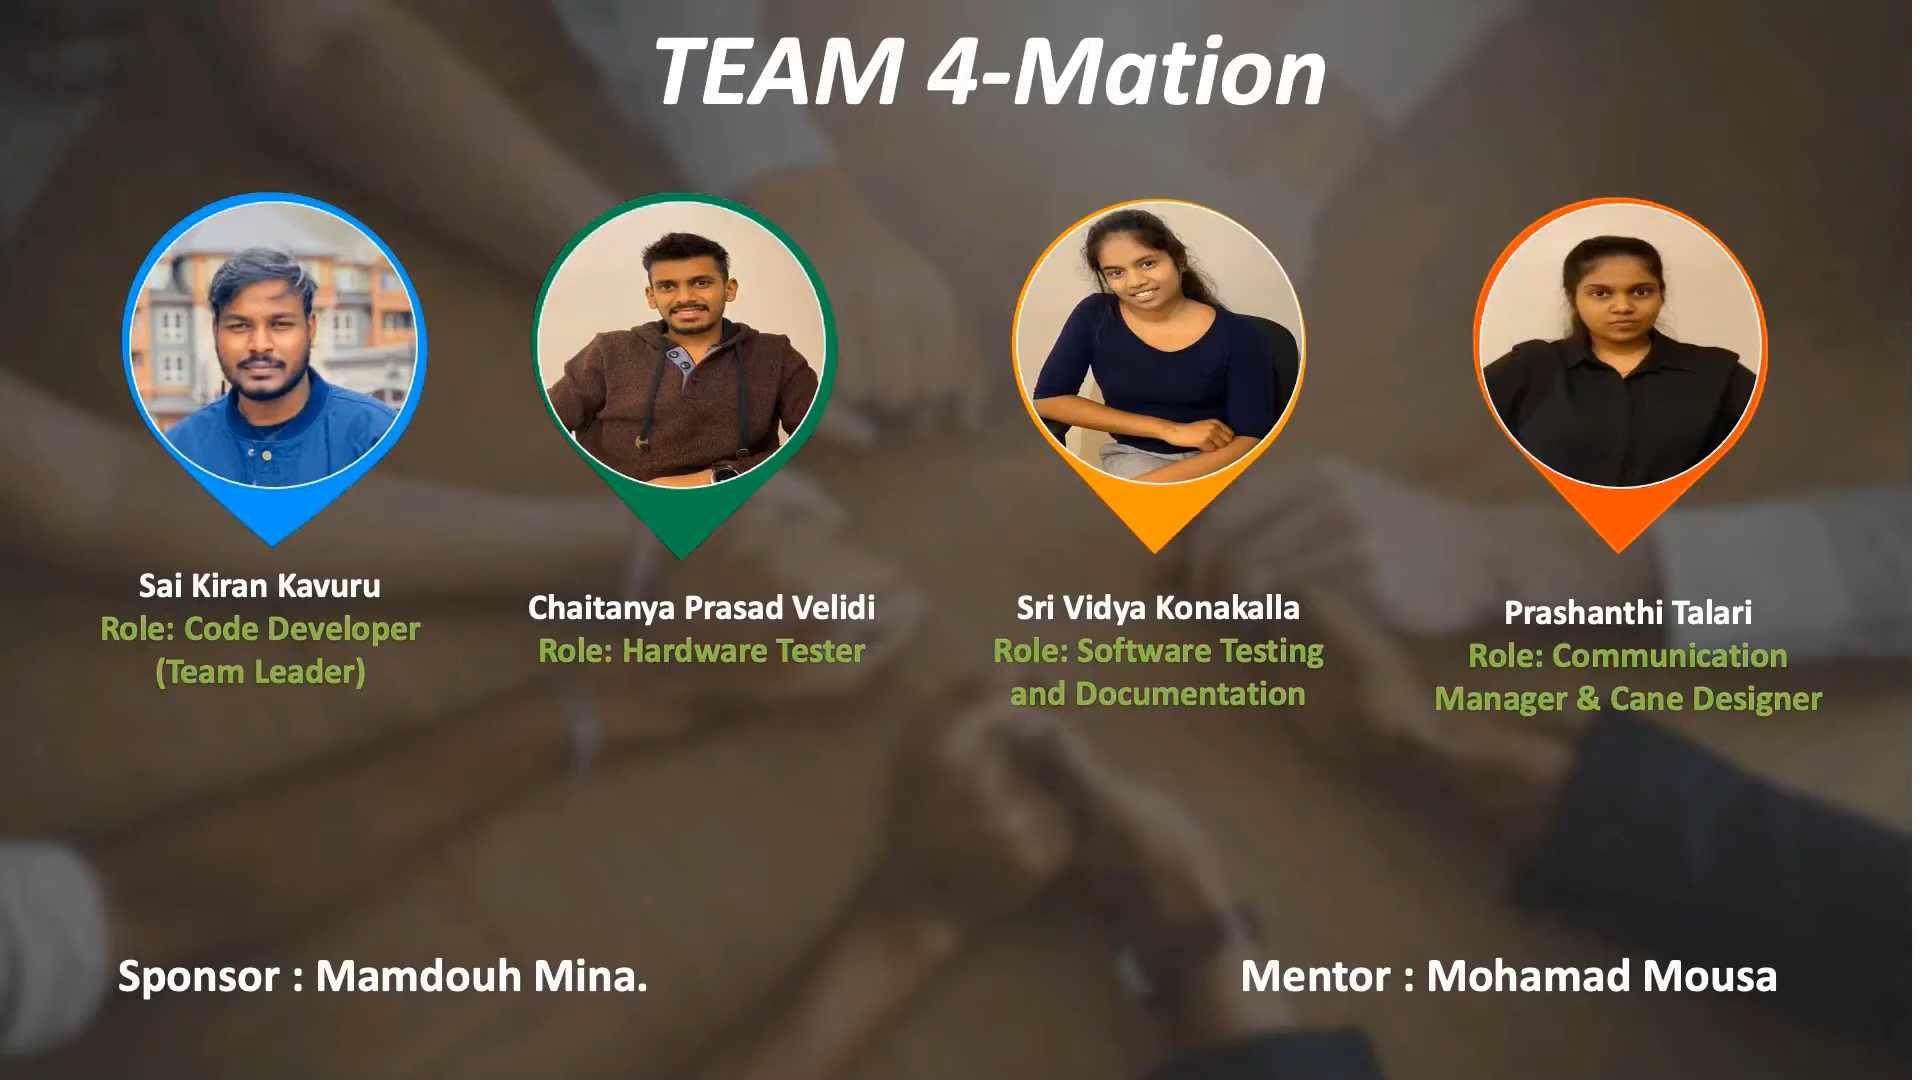 TEAM 4-Mation
Sai Kiran Kavuru
Role: Code Developer
(Team Leader)
Chaitanya Prasad Velidi
Role: Hardware Tester
Sri Vidya Konakalla
Role: Software Testing
and Documentation
Prashanthi Talari
Role: Communication
Manager & Cane Designer
Sponsor : Mamdouh Mina.
Mentor : Mohamad Mousa